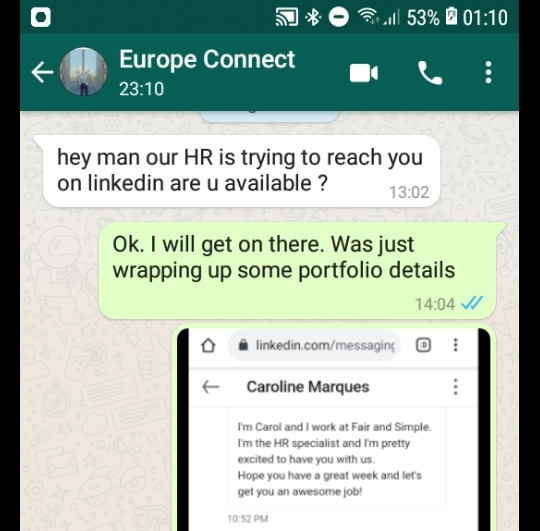 53% 01:10
Europe Connect
23:10
hey man our HR is trying to reach you
on linkedin are u available ?
13:02
Ok. I will get on there. Was just
wrapping up some portfolio details
14:04
linkedin.com/messaging
:D
Caroline Marques
I'm Carol and I work at Fair and Simple.
I'm the HR specialist and I'm pretty
excited to have you with us.
Hope you have a great week and let's
get you an awesome job!
10:52 PM